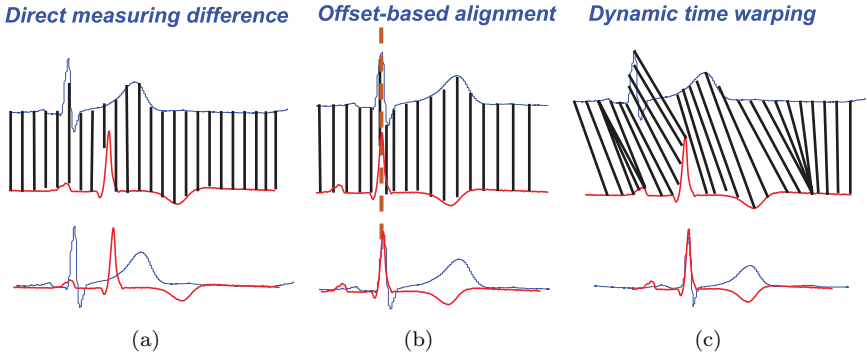 Direct measuring difference
Offset-based alignment
Dynamic time warping
(a)
(b)
(c)